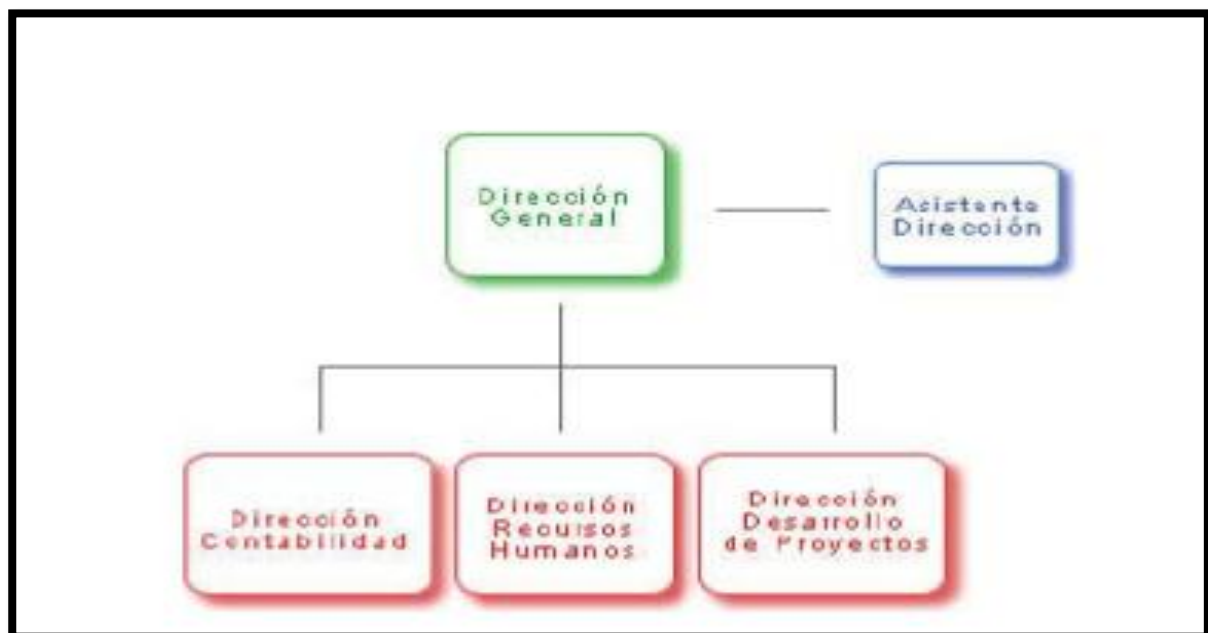 Dirección
General
Asistente
Dirección
Dirección
Contabilidad
Dirección
Recursos
Humanos
Dirección
Desarrollo
de Proyectos